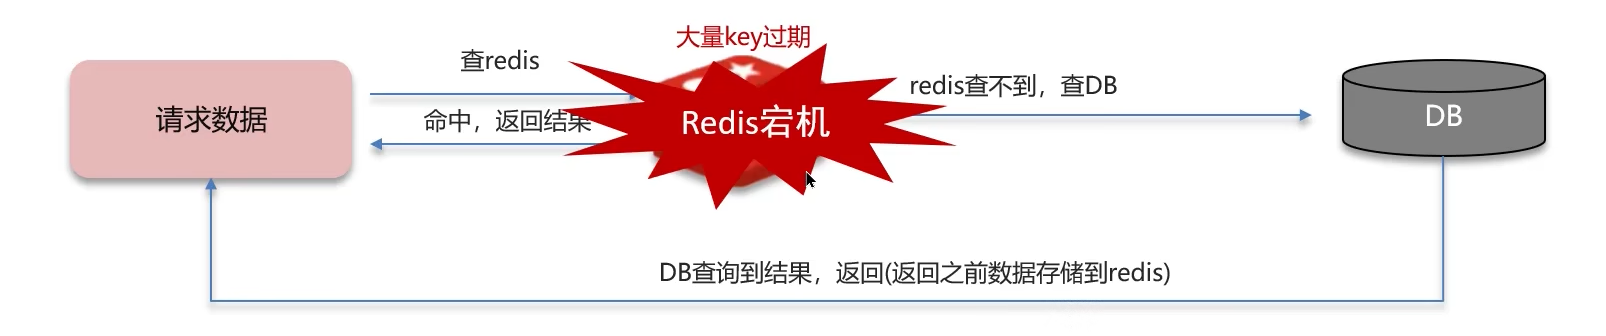 大量key过期
查redis
请求数据
命中，返回结果
Redis宕机
redis查不到，查DB
DB
DB查询到结果，返回(返回之前数据存储到redis)